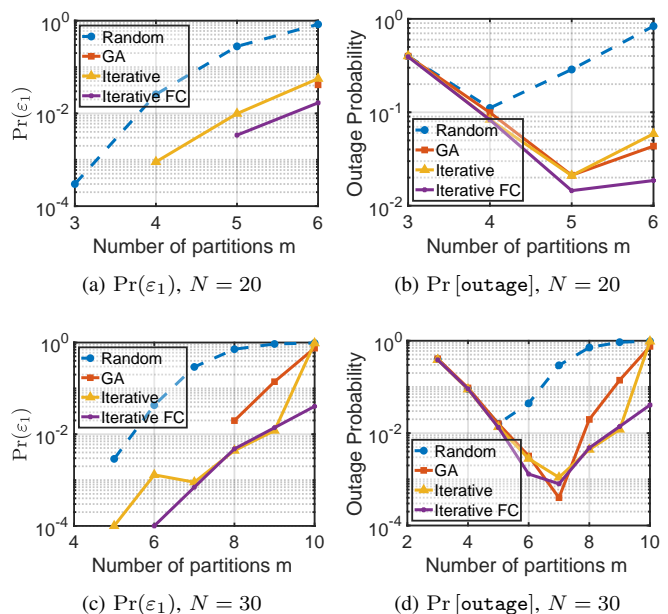 10^0
10^-2
10^-4
Pr(ε₁)
Random
GA
Iterative
Iterative FC
3 4 5 6
Number of partitions m
(a) Pr(ε₁), N = 20
10^0
10^-1
10^-2
Outage Probability
Random
GA
Iterative
Iterative FC
3 4 5 6
Number of partitions m
(b) Pr [outage], N = 20
10^0
10^-2
10^-4
Pr(ε₁)
Random
GA
Iterative
Iterative FC
4 6 8 10
Number of partitions m
(c) Pr(ε₁), N = 30
10^0
10^-2
10^-4
Outage Probability
Random
GA
Iterative
Iterative FC
2 4 6 8 10
Number of partitions m
(d) Pr [outage], N = 30